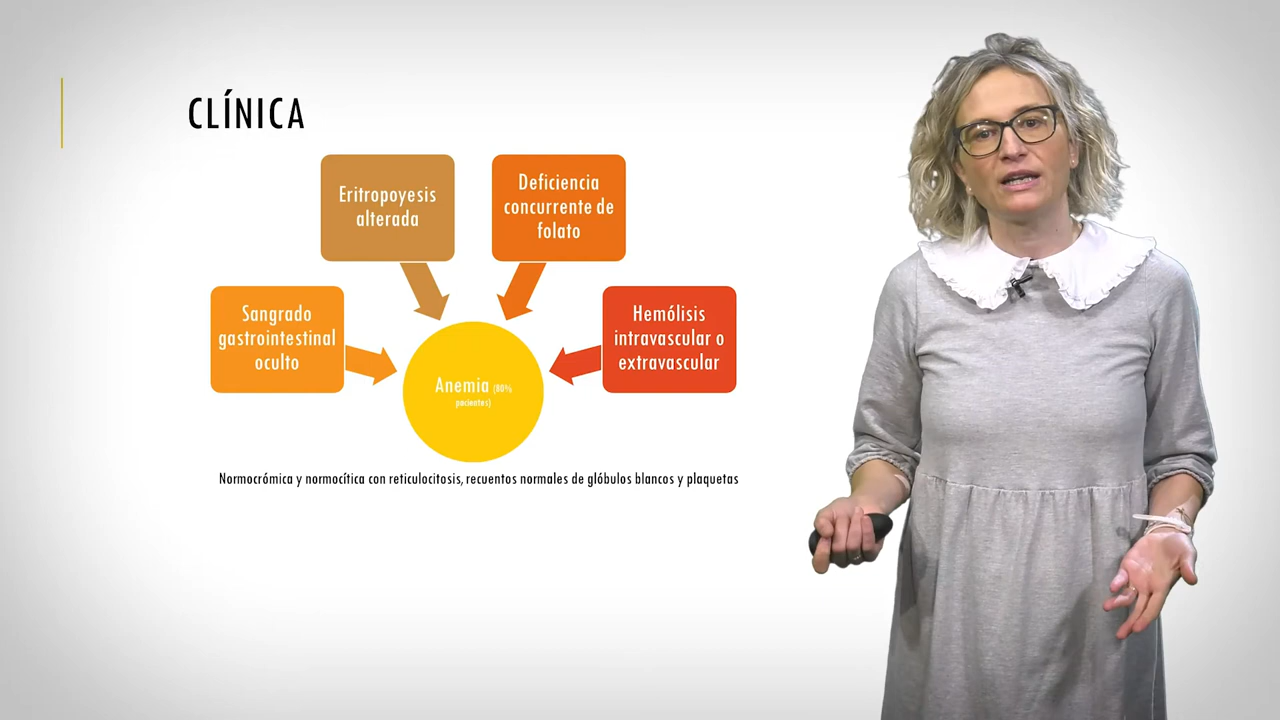 CLÍNICA
Eritropoyesis
alterada
Deficiencia
concurrente de
folato
Sangrado
gastrointestinal
oculto
Hemólisis
intravascular o
extravascular
Anemia (80%
pacientes)
Normocrómica y normocítica con reticulocitosis, recuentos normales de glóbulos blancos y plaquetas